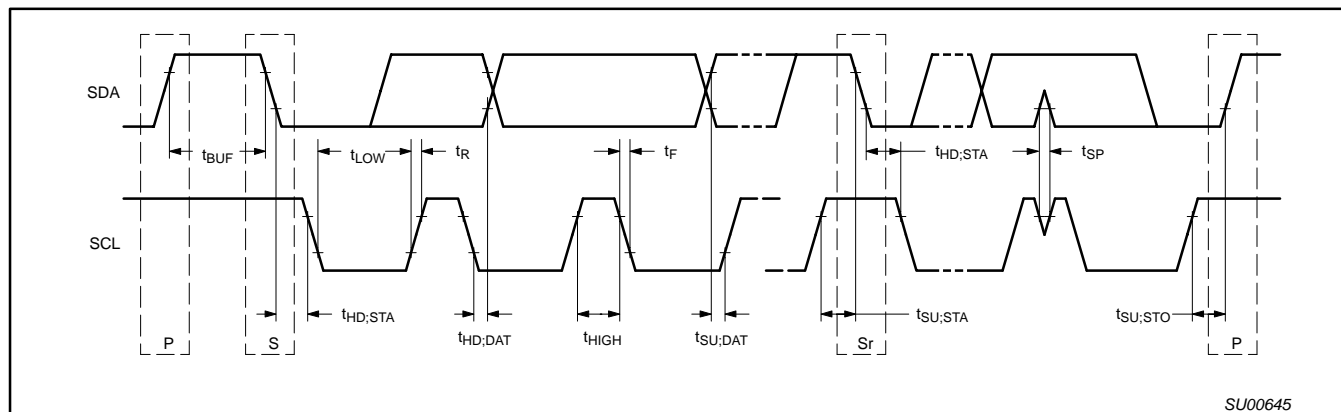 SDA
tBUF
tLOW
tR
tF
tHD;STA
tSP
SCL
tHD;STA
tHD;DAT
tHIGH
tSU;DAT
tSU;STA
tSU;STO
P
S
Sr
P
SU00645